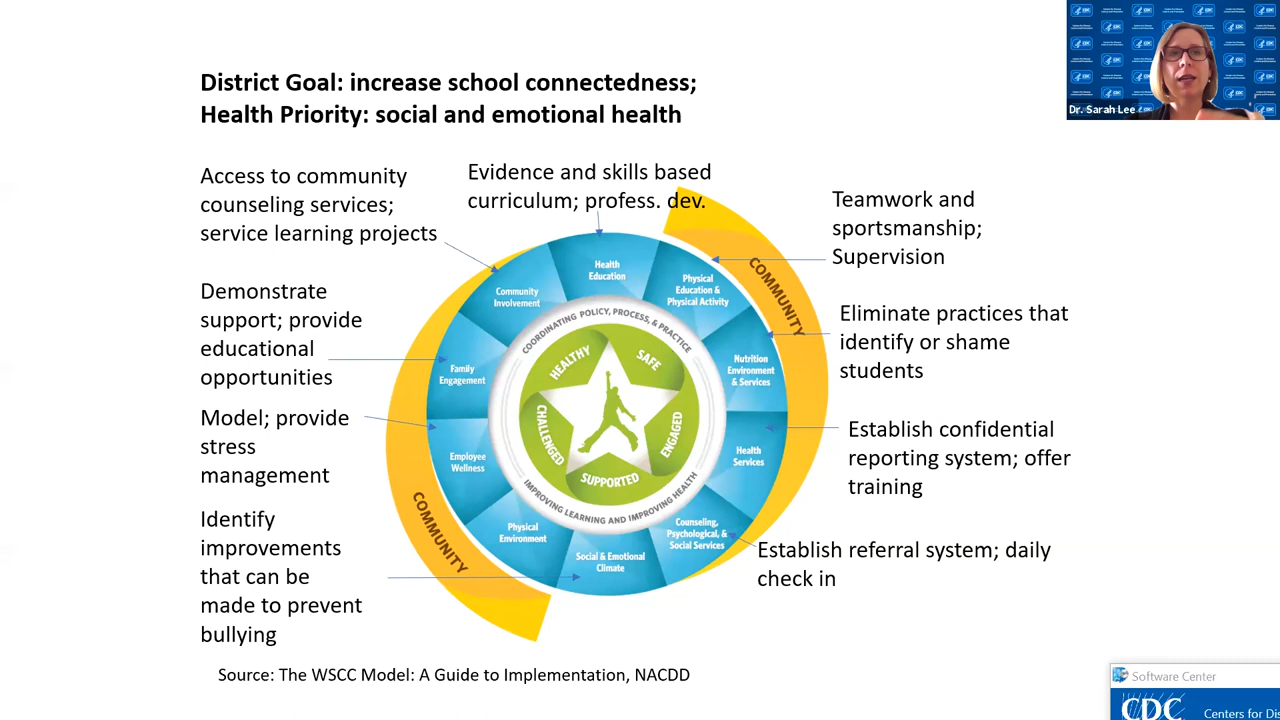 District Goal: increase school connectedness;
Health Priority: social and emotional health
Dr. Sarah Lee
Access to community
counseling services;
service learning projects
Evidence and skills based
curriculum; profess. dev.
Teamwork and
sportsmanship;
Supervision
Demonstrate
support; provide
educational
opportunities
Eliminate practices that
identify or shame
students
Model; provide
stress
management
Establish confidential
reporting system; offer
training
Identify
improvements
that can be
made to prevent
bullying
Establish referral system; daily
check in
COMMUNITY
COMMUNITY
Health
Education
Physical
Education &
Physical Activity
Nutrition
Environment
& Services
Health
Services
Counseling,
Psychological, &
Social Services
Social & Emotional
Climate
Physical
Environment
Employee
Wellness
Family
Engagement
Community
Involvement
COORDINATING POLICY, PROCESS, & PRACTICE
IMPROVING LEARNING AND IMPROVING HEALTH
HEALTHY
SAFE
ENGAGED
SUPPORTED
CHALLENGED
Source: The WSCC Model: A Guide to Implementation, NACDD
Software Center
CDC
Centers for Dis